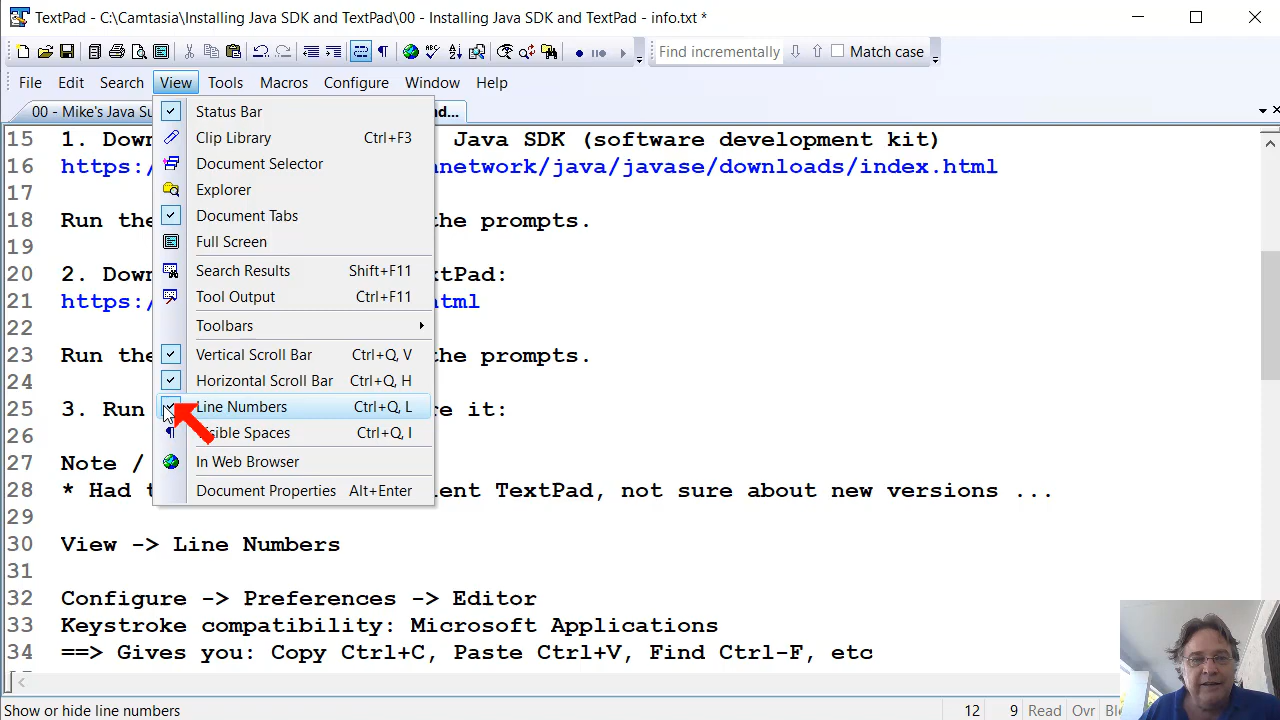 TextPad - C:\Camtasia\Installing Java SDK and TextPad\00 - Installing Java SDK and TextPad - info.txt *
Find incrementally Match case
File Edit Search View Tools Macros Configure Window Help
00 - Mike's Java Su nd...
Status Bar
Clip Library Ctrl+F3
Document Selector
Explorer
Document Tabs
Full Screen
Search Results Shift+F11
Tool Output Ctrl+F11
Toolbars
Vertical Scroll Bar Ctrl+Q, V
Horizontal Scroll Bar Ctrl+Q, H
Line Numbers Ctrl+Q, L
isible Spaces Ctrl+Q, I
In Web Browser
Document Properties Alt+Enter
15 1. Down Java SDK (software development kit)
16 https:/ anetwork/java/javase/downloads/index.html
17
18 Run the the prompts.
19
20 2. Down xtPad:
21 https:/ html
22
23 Run the the prompts.
24
25 3. Run re it:
26
27 Note /
28 * Had t ent TextPad, not sure about new versions ...
29
30 View -> Line Numbers
31
32 Configure -> Preferences -> Editor
33 Keystroke compatibility: Microsoft Applications
34 ==> Gives you: Copy Ctrl+C, Paste Ctrl+V, Find Ctrl-F, etc
Show or hide line numbers 12 9 Read Ovr Bl